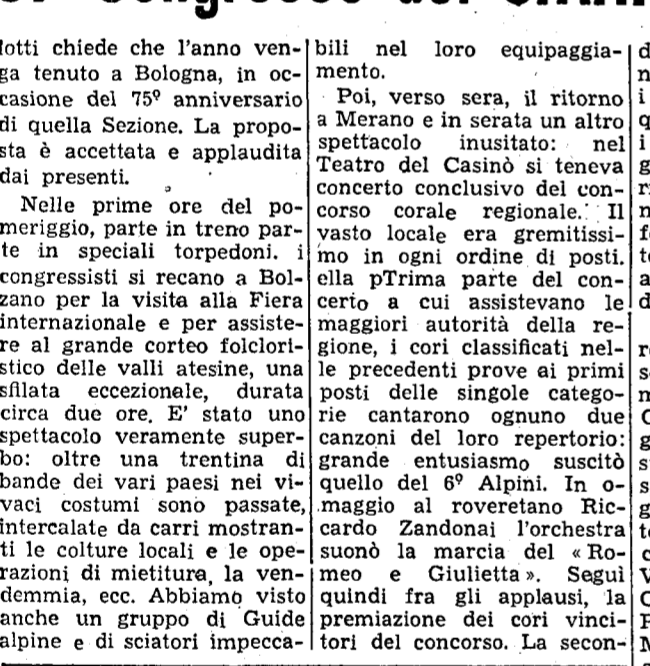 lotti chiede che l'anno ven-
ga tenuto a Bologna, in oc-
casione del 75º anniversario
di quella Sezione. La propo-
sta è accettata e applaudita
dai presenti.
Nelle prime ore del po-
meriggio, parte in treno par-
te in speciali torpedoni. i
congressisti si recano a Bol-
zano per la visita alla Fiera
internazionale e per assiste-
re al grande corteo folclori-
stico delle valli atesine, una
sfilata eccezionale, durata
circa due ore. E' stato uno
spettacolo veramente super-
bo: oltre una trentina di
bande dei vari paesi nei vi-
vaci costumi sono passate,
intercalate da carri mostran-
ti le colture locali e le ope-
razioni di mietitura, la ven-
demmia, ecc. Abbiamo visto
anche un gruppo di Guide
alpine e di sciatori impecca-
bili nel loro equipaggia-
mento.
Poi, verso sera, il ritorno
a Merano e in serata un altro
spettacolo inusitato: nel
Teatro del Casinò si teneva
concerto conclusivo del con-
corso corale regionale. Il
vasto locale era gremitissi-
mo in ogni ordine di posti.
ella pTrima parte del con-
certo a cui assistevano le
maggiori autorità della re-
gione, i cori classificati nel-
le precedenti prove ai primi
posti delle singole catego-
rie cantarono ognuno due
canzoni del loro repertorio:
grande entusiasmo suscitò
quello del 6º Alpini. In o-
maggio al roveretano Ric-
cardo Zandonai l'orchestra
suonò la marcia del « Ro-
meo e Giulietta ». Seguì
quindi fra gli applausi, la
premiazione dei cori vinci-
tori del concorso. La secon-